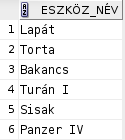 ESZKÖZ_NÉV
1 Lapát
2 Torta
3 Bakancs
4 Turán I
5 Sisak
6 Panzer IV